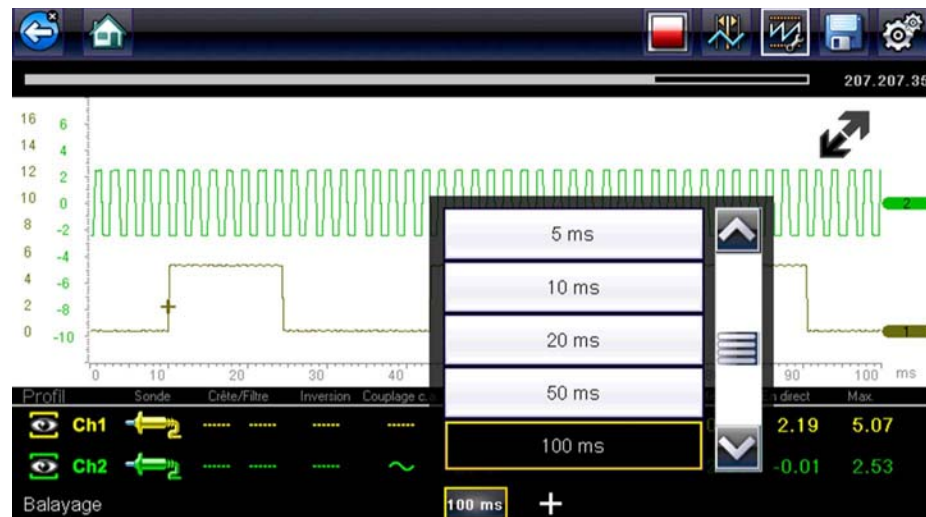 207.207.35
16 6
14 4
12 2
10 0 2
8 -2
6 -4
4 -6
2 -8
0 -10 1
5 ms
10 ms
20 ms
50 ms
100 ms
0 10 20 30 40 90 100 ms
Profil Sonde Crête/Filtre Inversion Couplage c.a n direct Max.
Ch1 ----- ----- ----- ----- 2.19 5.07
Ch2 ----- ----- ----- ~ -0.01 2.53
Balayage 100 ms +